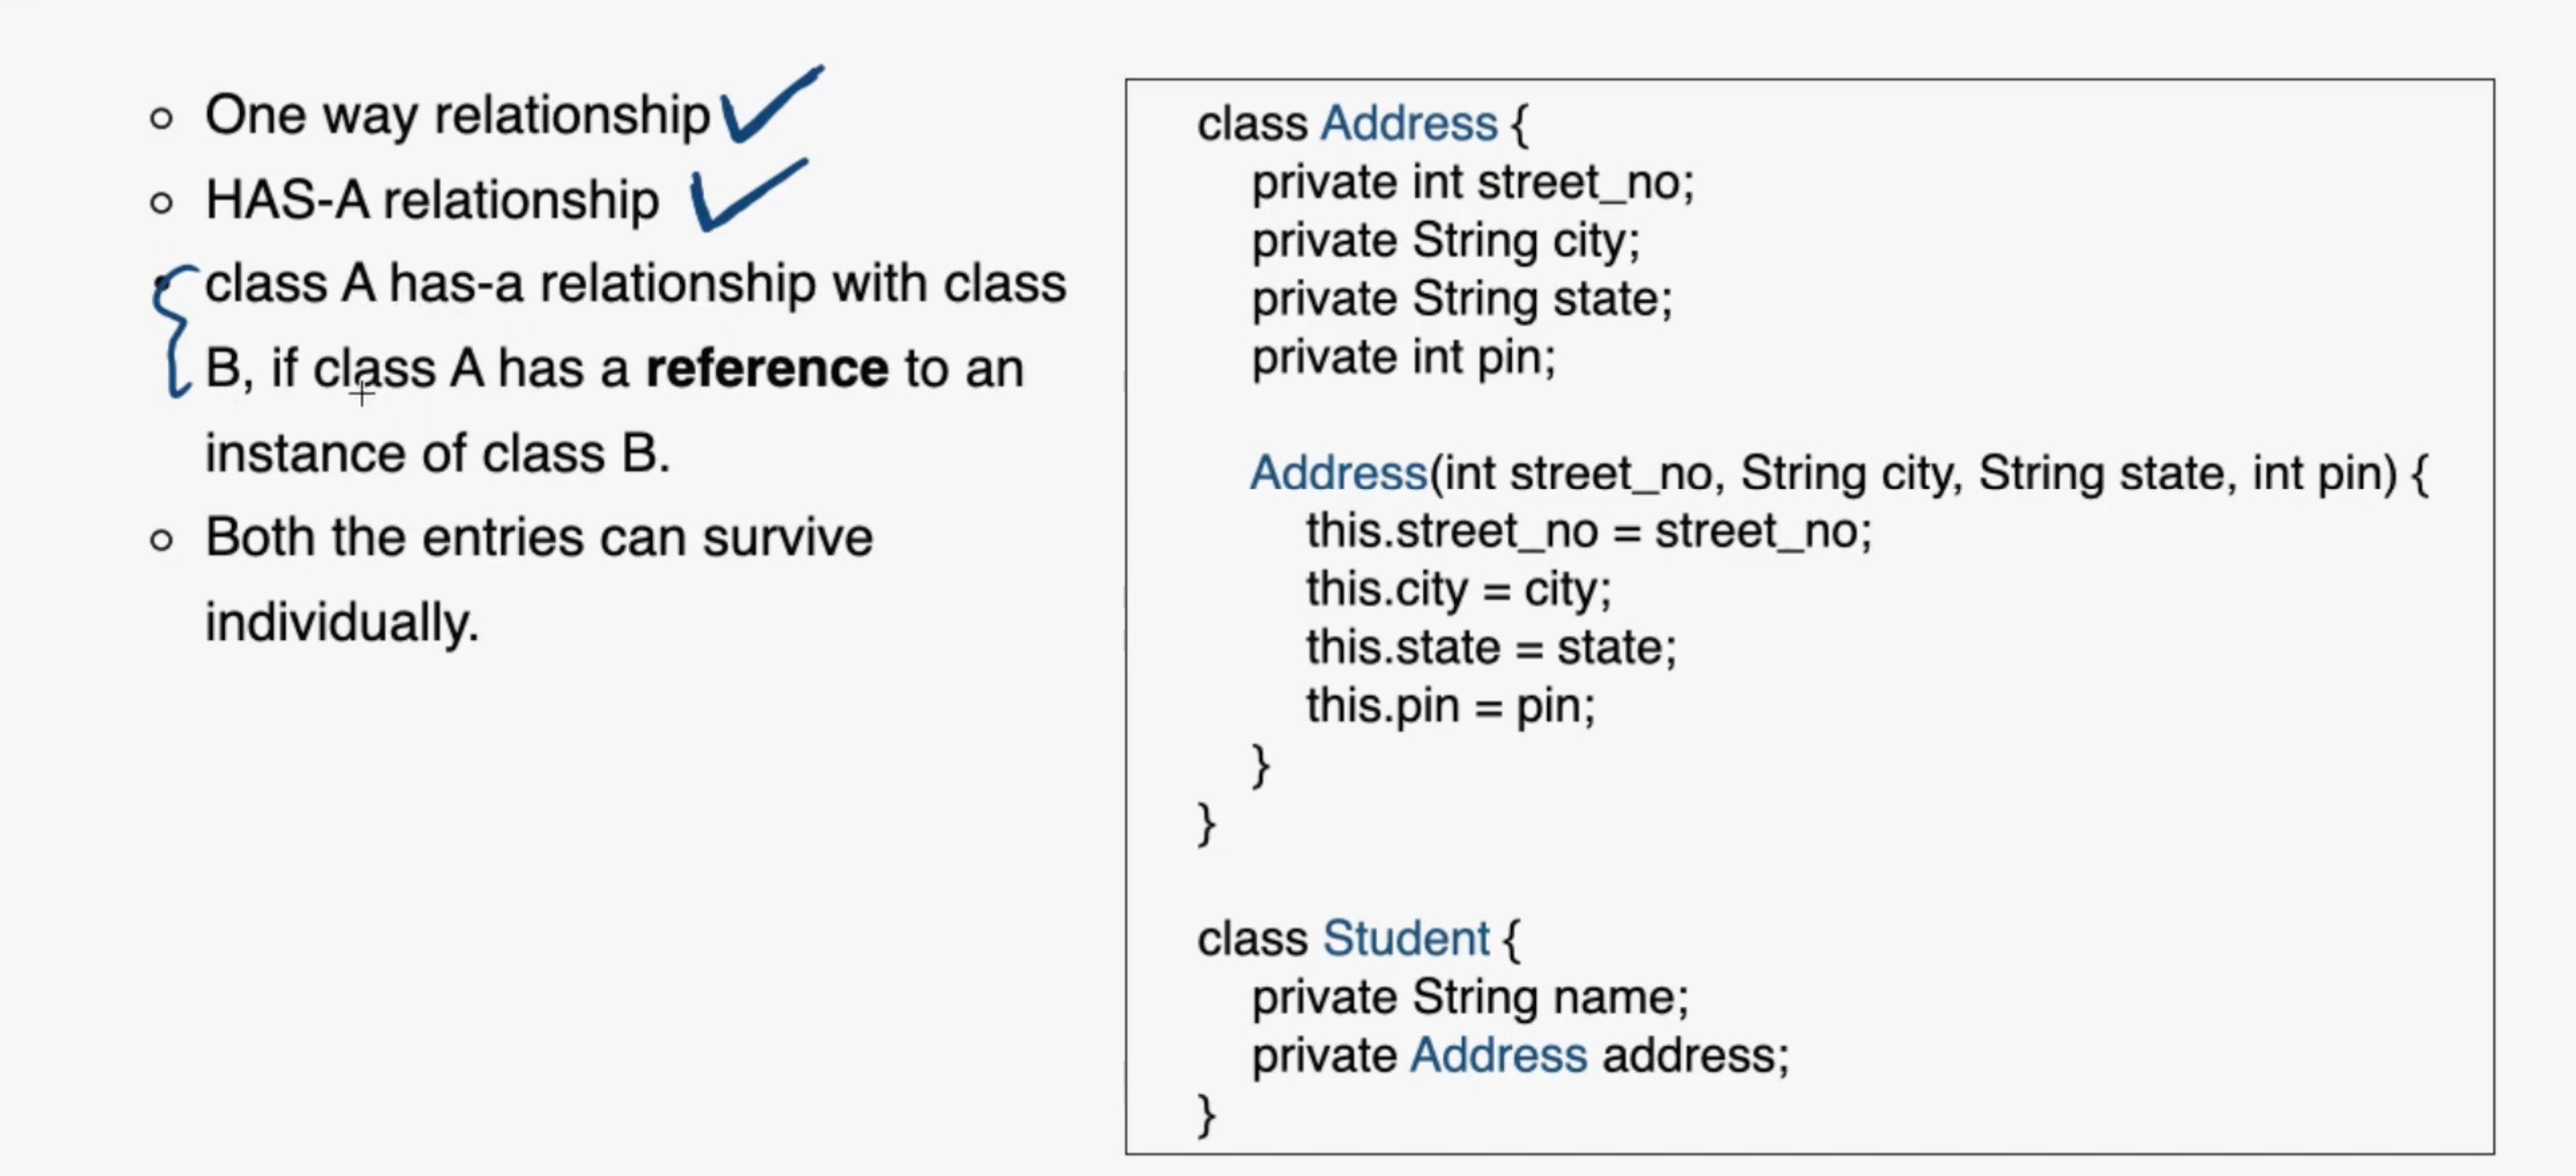 One way relationship
HAS-A relationship
class A has-a relationship with class
B, if class A has a reference to an
instance of class B.
Both the entries can survive
individually.
class Address {
private int street_no;
private String city;
private String state;
private int pin;
Address(int street_no, String city, String state, int pin) {
this.street_no = street_no;
this.city = city;
this.state = state;
this.pin = pin;
}
}
class Student {
private String name;
private Address address;
}